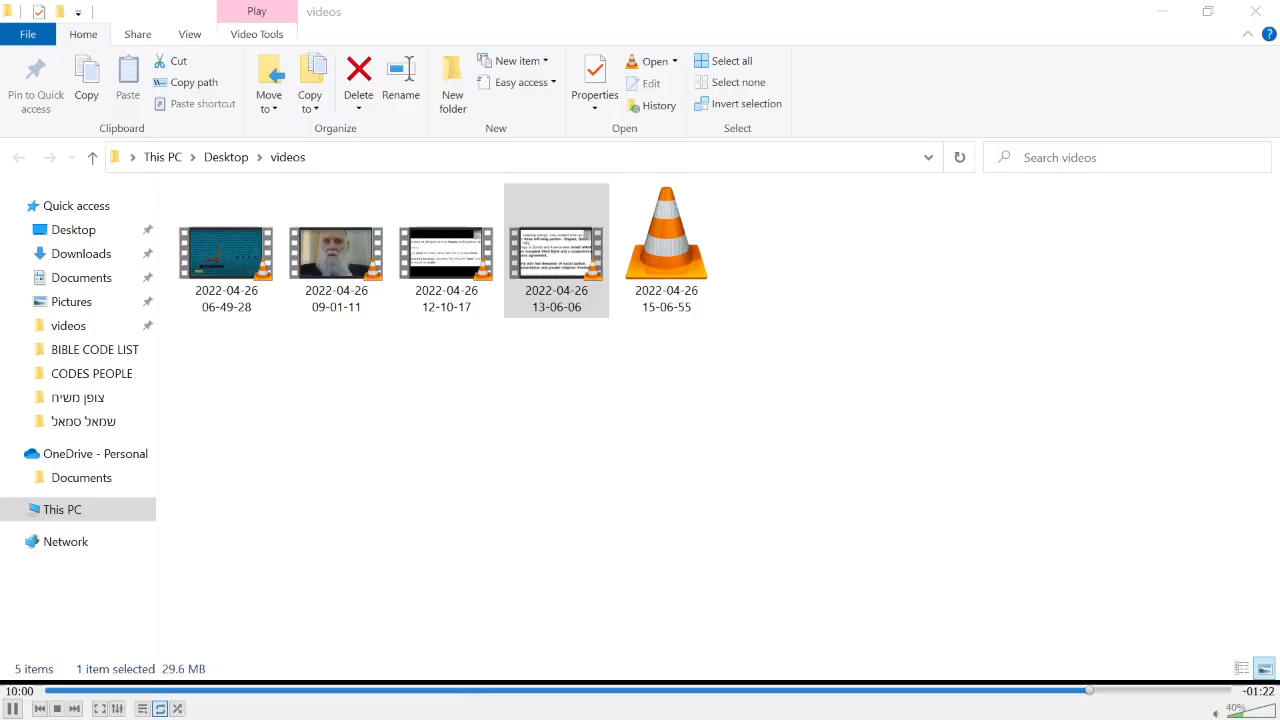 Play
videos
File
Home
Share
View
Video Tools
Pin to Quick access
Copy
Paste
Cut
Copy path
Paste shortcut
Clipboard
Move to
Copy to
Delete
Rename
Organize
New folder
New item
Easy access
New
Properties
Open
Edit
History
Open
Select all
Select none
Invert selection
Select
This PC
Desktop
videos
Search videos
Quick access
Desktop
Downloads
Documents
Pictures
videos
BIBLE CODE LIST
CODES PEOPLE
צופן משיח
שמאל סמאל
OneDrive - Personal
Documents
This PC
Network
2022-04-26
06-49-28
2022-04-26
09-01-11
2022-04-26
12-10-17
2022-04-26
13-06-06
2022-04-26
15-06-55
5 items
1 item selected
29.6 MB
10:00
-01:22
40%